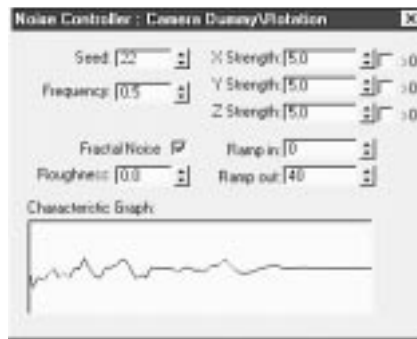 Noise Controller : Camera Dummy\Rotation
Seed: 22
X Strength: 5.0 >0
Frequency: 0.5
Y Strength: 5.0 >0
Z Strength: 5.0 >0
Fractal Noise
Ramp in: 0
Roughness: 0.0
Ramp out: 40
Characteristic Graph: